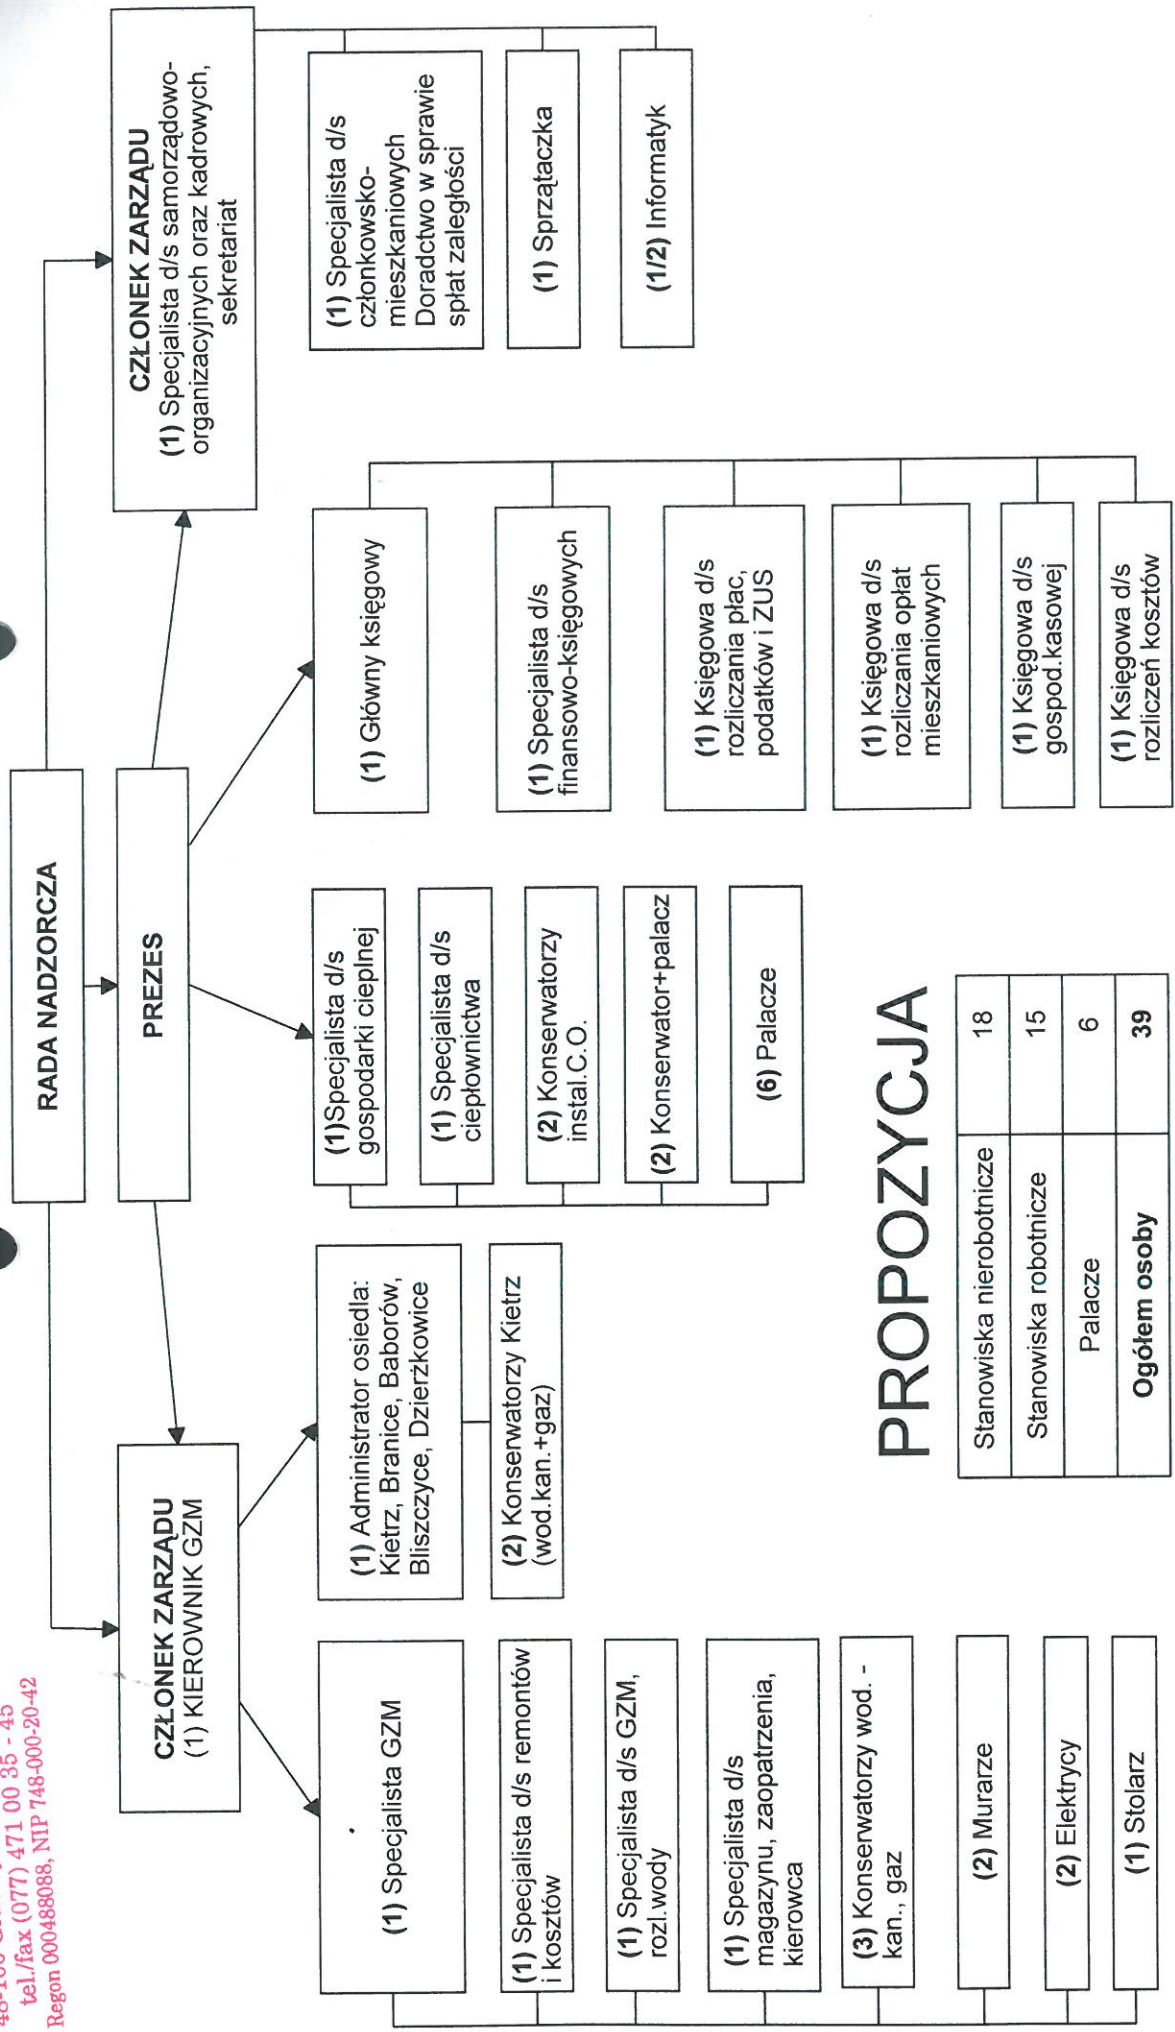 tel./fax (077) 471 00 35 - 45
Regon 000488088, NIP 748-000-20-42
RADA NADZORCZA
PREZES
CZŁONEK ZARZĄDU
(1) KIEROWNIK GZM
CZŁONEK ZARZĄDU
(1) Specjalista d/s samorządowo-
organizacyjnych oraz kadrowych,
sekretariat
(1) Specjalista GZM
(1) Specjalista d/s remontów
i kosztów
(1) Specjalista d/s GZM,
rozl.wody
(1) Specjalista d/s
magazynu, zaopatrzenia,
kierowca
(3) Konserwatorzy wod. -
kan., gaz
(2) Murarze
(2) Elektrycy
(1) Stolarz
(1) Administrator osiedla:
Kietrz, Branice, Baborów,
Bliszczyce, Dzierżkowice
(2) Konserwatorzy Kietrz
(wod.kan.+gaz)
(1)Specjalista d/s
gospodarki cieplnej
(1) Specjalista d/s
ciepłownictwa
(2) Konserwatorzy
instal.C.O.
(2) Konserwator+palacz
(6) Palacze
(1) Główny księgowy
(1) Specjalista d/s
finansowo-księgowych
(1) Księgowa d/s
rozliczania płac,
podatków i ZUS
(1) Księgowa d/s
rozliczania opłat
mieszkaniowych
(1) Księgowa d/s
gospod.kasowej
(1) Księgowa d/s
rozliczeń kosztów
(1) Specjalista d/s
członkowsko-
mieszkaniowych
Doradctwo w sprawie
spłat zaległości
(1) Sprzątaczka
(1/2) Informatyk
PROPOZYCJA
Stanowiska nierobotnicze 18
Stanowiska robotnicze 15
Palacze 6
Ogółem osoby 39